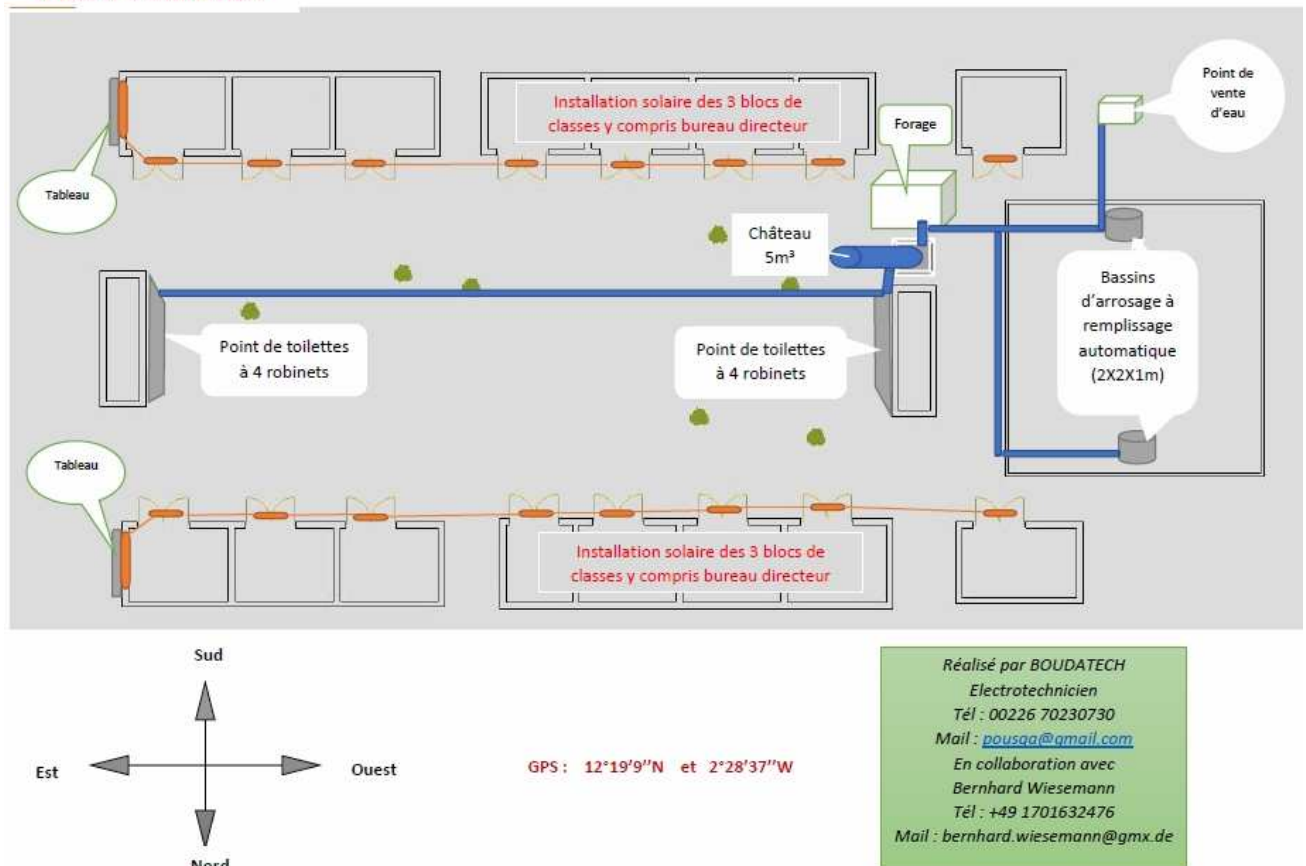 Installation solaire des 3 blocs de
classes y compris bureau directeur
Point de
vente
d'eau
Forage
Tableau
Château
5m³
Bassins
d'arrosage à
remplissage
automatique
(2X2X1m)
Point de toilettes
à 4 robinets
Point de toilettes
à 4 robinets
Tableau
Installation solaire des 3 blocs de
classes y compris bureau directeur
Sud
Est
Ouest
Nord
GPS : 12°19'9''N et 2°28'37''W
Réalisé par BOUDATECH
Electrotechnicien
Tél : 00226 70230730
Mail : pousga@gmail.com
En collaboration avec
Bernhard Wiesemann
Tél : +49 1701632476
Mail : bernhard.wiesemann@gmx.de